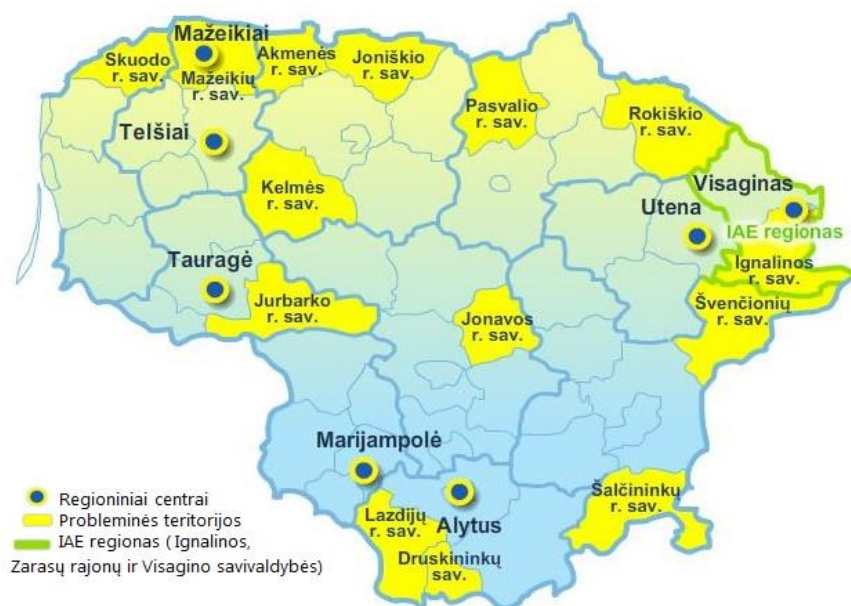 Mažeikiai
Skuodo
r. sav.
Mažeikių
r. sav.
Akmenės
r. sav.
Joniškio
r. sav.
Pasvalio
r. sav.
Rokiškio
r. sav.
Telšiai
Kelmės
r. sav.
Visaginas
Utena
IAE regionas
Ignalinos
r. sav.
Tauragė
Jurbarko
r. sav.
Jonavos
r. sav.
Švenčionių
r. sav.
Marijampolė
Alytus
Lazdijų
r. sav.
Druskininkų
sav.
Šalčininkų
r. sav.
Regioniniai centrai
Probleminės teritorijos
IAE regionas ( Ignalinos,
Zarasų rajonų ir Visagino savivaldybės)